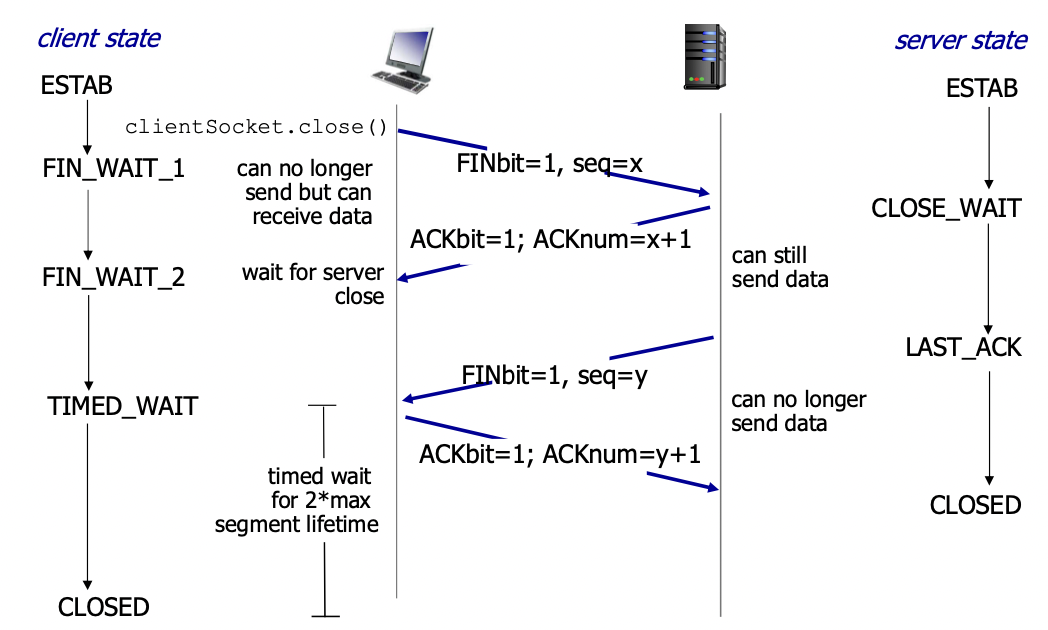 client state
server state
ESTAB
ESTAB
clientSocket.close()
FINbit=1, seq=x
FIN_WAIT_1
can no longer
send but can
receive data
CLOSE_WAIT
ACKbit=1; ACKnum=x+1
can still
send data
FIN_WAIT_2
wait for server
close
LAST_ACK
FINbit=1, seq=y
TIMED_WAIT
can no longer
send data
ACKbit=1; ACKnum=y+1
timed wait
for 2*max
segment lifetime
CLOSED
CLOSED